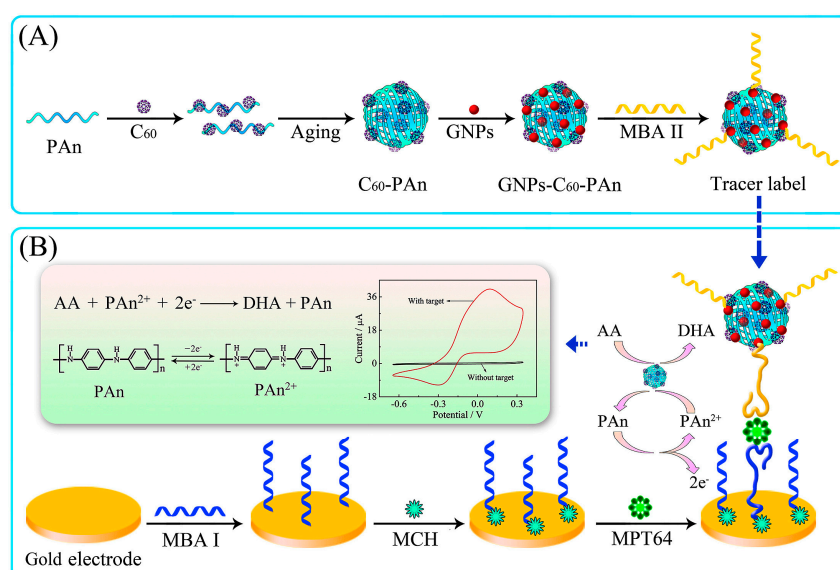 (A)
PAn
C60
Aging
C60-PAn
GNPs
GNPs-C60-PAn
MBA II
Tracer label
(B)
AA + PAn2+ + 2e- → DHA + PAn
H
N
H
N
n
−2e-
+2e-
H
N
+
H
N
+
n
PAn
PAn2+
Current / μA
36
18
0
-18
With target
Without target
-0.6
-0.3
0.0
0.3
Potential / V
AA
DHA
PAn
PAn2+
2e-
Gold electrode
MBA I
MCH
MPT64